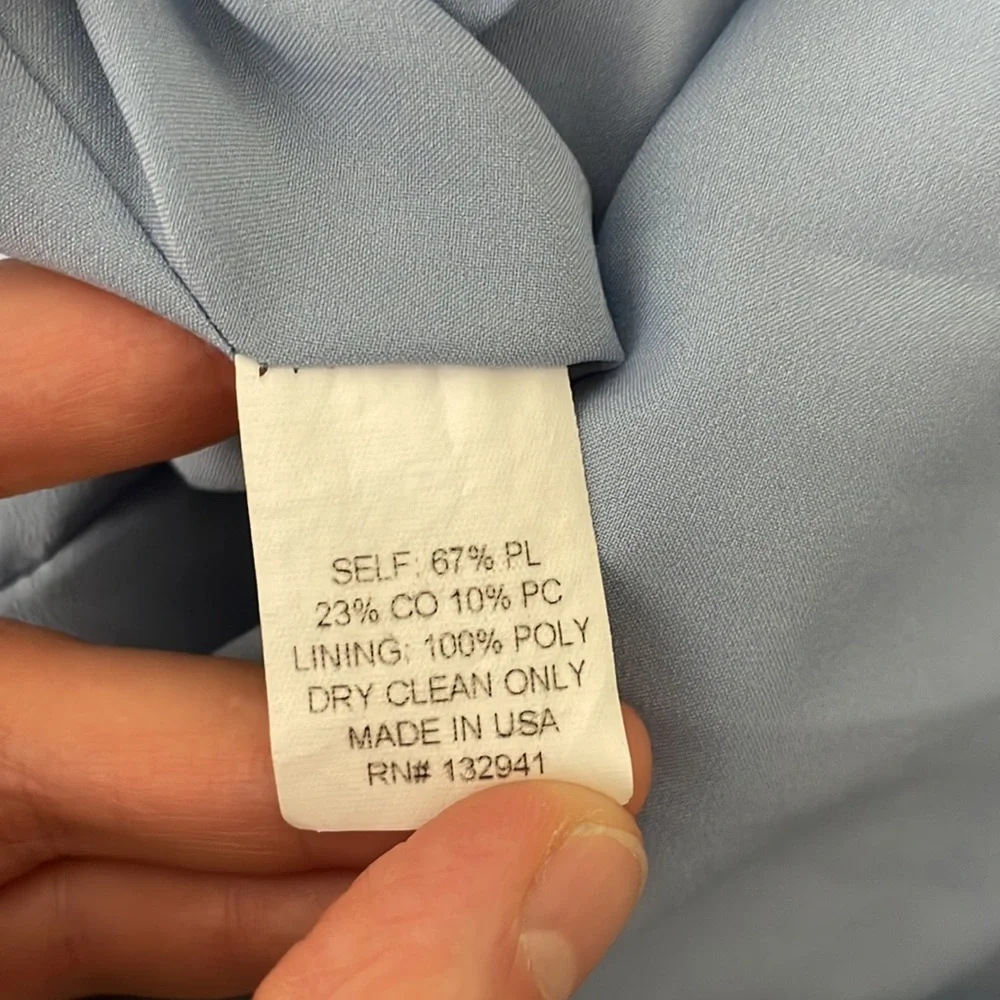 SELF: 67% PL
23% CO 10% PC
LINING: 100% POLY
DRY CLEAN ONLY
MADE IN USA
RN# 132941